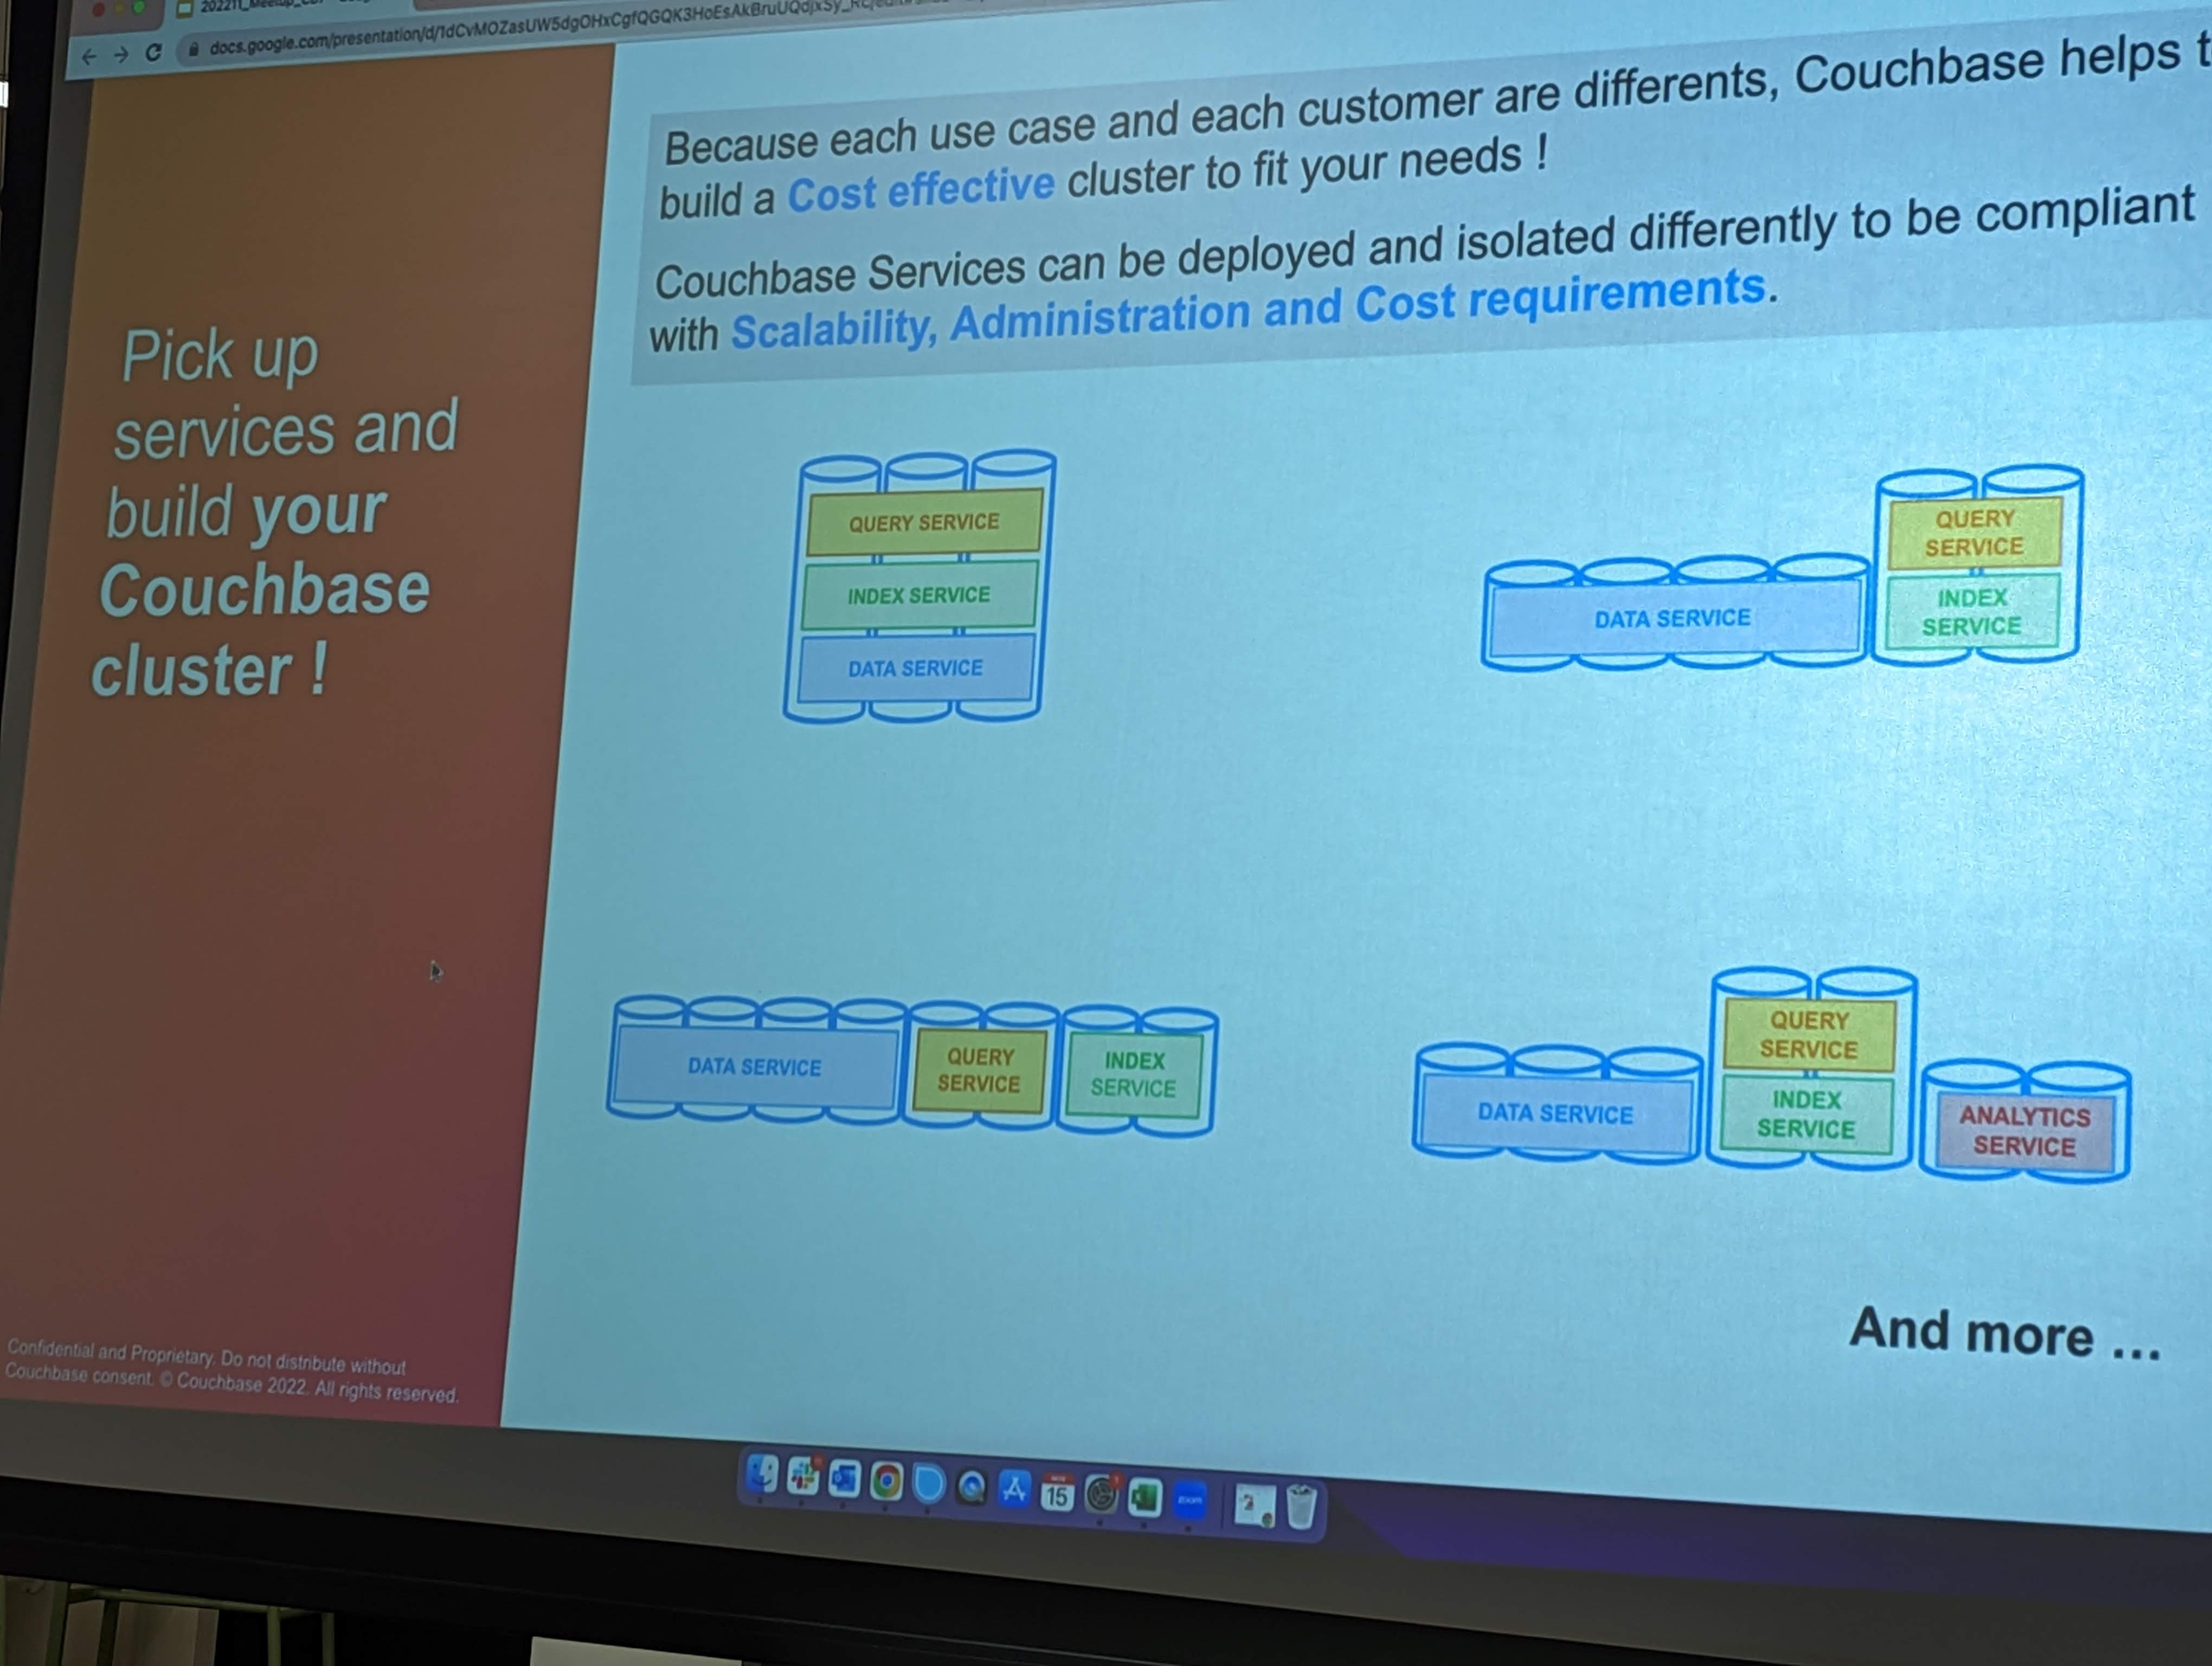 docs.google.com/presentation/d/1dCvMOZasUW5dgOHxCgfQGQK3HoEsAkBruUQdjxSy_
Pick up
services and
build your
Couchbase
cluster !
Because each use case and each customer are differents, Couchbase helps t
build a Cost effective cluster to fit your needs !
Couchbase Services can be deployed and isolated differently to be compliant
with Scalability, Administration and Cost requirements.
QUERY SERVICE
INDEX SERVICE
DATA SERVICE
DATA SERVICE
QUERY
SERVICE
INDEX
SERVICE
DATA SERVICE
QUERY
SERVICE
INDEX
SERVICE
DATA SERVICE
QUERY
SERVICE
INDEX
SERVICE
ANALYTICS
SERVICE
And more ...
Confidential and Proprietary. Do not distribute without
Couchbase consent. © Couchbase 2022. All rights reserved.
15
zoom